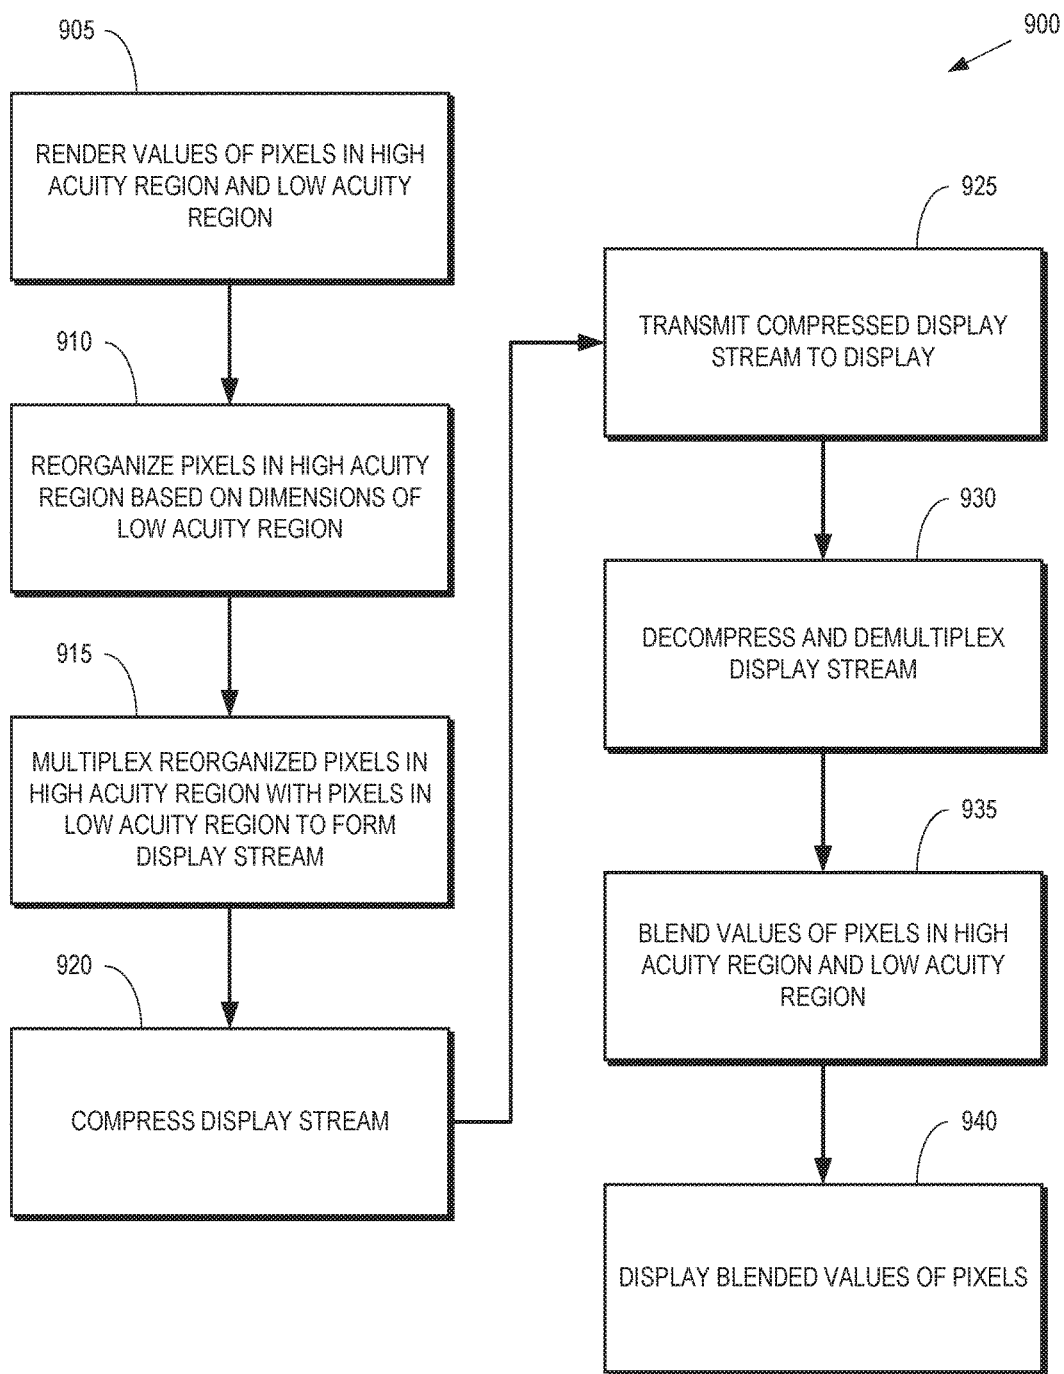 900
905
RENDER VALUES OF PIXELS IN HIGH
ACUITY REGION AND LOW ACUITY
REGION
910
REORGANIZE PIXELS IN HIGH ACUITY
REGION BASED ON DIMENSIONS OF
LOW ACUITY REGION
915
MULTIPLEX REORGANIZED PIXELS IN
HIGH ACUITY REGION WITH PIXELS IN
LOW ACUITY REGION TO FORM
DISPLAY STREAM
920
COMPRESS DISPLAY STREAM
925
TRANSMIT COMPRESSED DISPLAY
STREAM TO DISPLAY
930
DECOMPRESS AND DEMULTIPLEX
DISPLAY STREAM
935
BLEND VALUES OF PIXELS IN HIGH
ACUITY REGION AND LOW ACUITY
REGION
940
DISPLAY BLENDED VALUES OF PIXELS